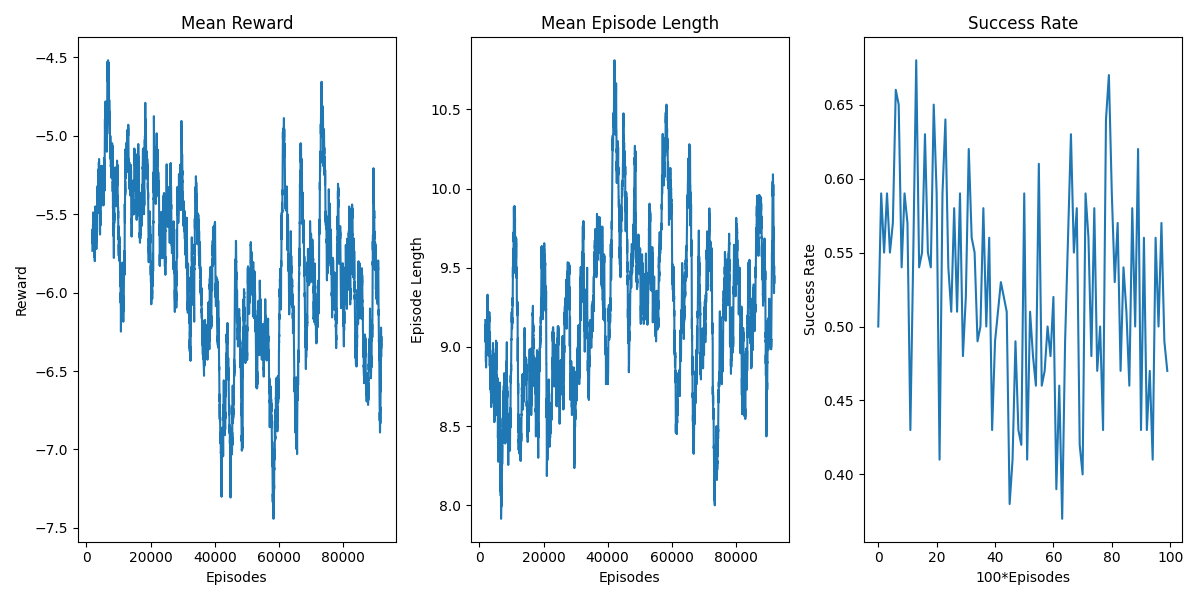 Mean Reward
Reward
−4.5
−5.0
−5.5
−6.0
−6.5
−7.0
−7.5
0 20000 40000 60000 80000
Episodes
Mean Episode Length
Episode Length
10.5
10.0
9.5
9.0
8.5
8.0
0 20000 40000 60000 80000
Episodes
Success Rate
Success Rate
0.65
0.60
0.55
0.50
0.45
0.40
0 20 40 60 80 100
100*Episodes